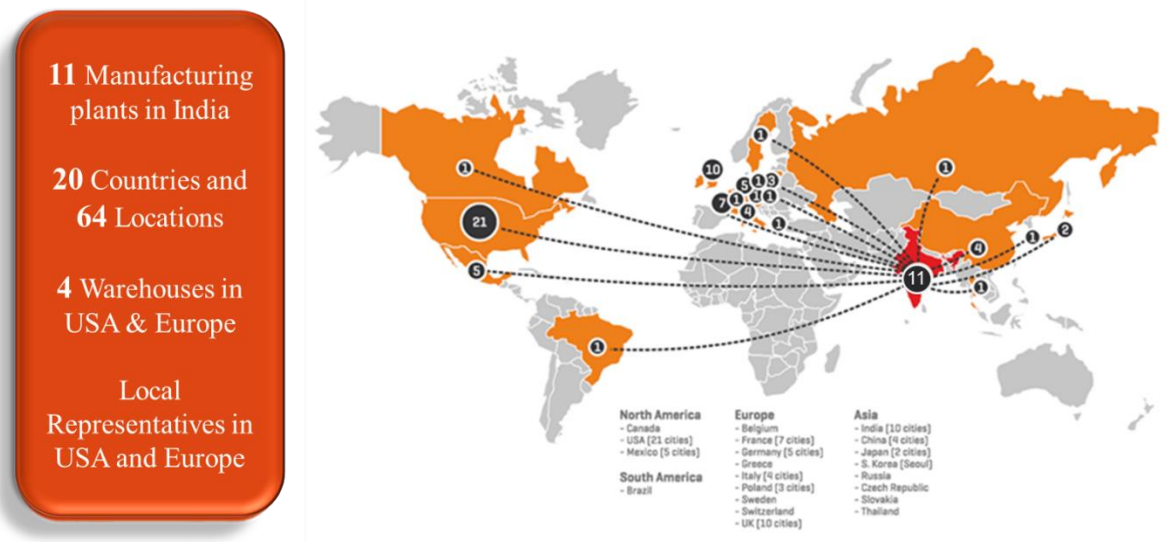 11 Manufacturing
plants in India
20 Countries and
64 Locations
4 Warehouses in
USA & Europe
Local
Representatives in
USA and Europe
1
1
10
1
5
1
3
21
7
1
1
1
4
1
4
1
2
5
11
1
1
North America
- Canada
- USA (21 cities)
- Mexico (5 cities)
South America
- Brazil
Europe
- Belgium
- France (7 cities)
- Germany (5 cities)
- Greece
- Italy (4 cities)
- Poland (3 cities)
- Sweden
- Switzerland
- UK (10 cities)
Asia
- India (10 cities)
- China (4 cities)
- Japan (2 cities)
- S. Korea (Seoul)
- Russia
- Czech Republic
- Slovakia
- Thailand